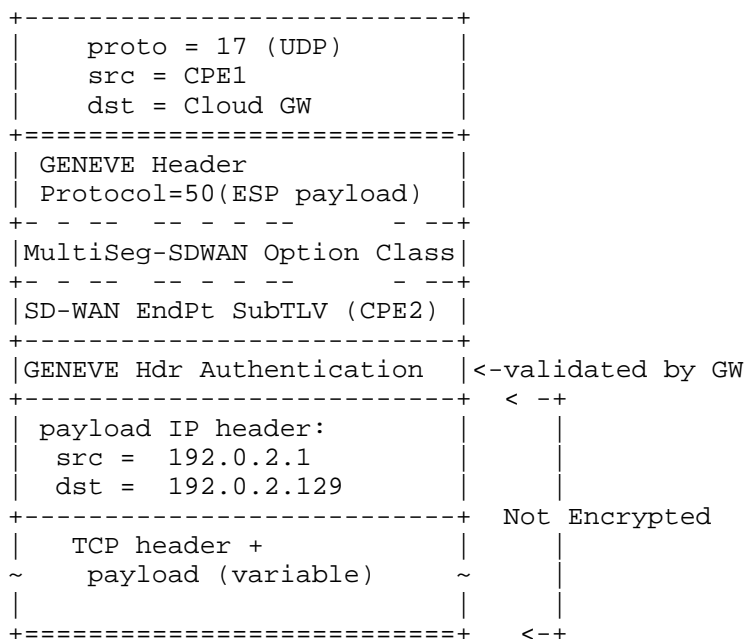 +---------------------------+
|    proto = 17 (UDP)       |
|    src = CPE1             |
|    dst = Cloud GW         |
+===========================+
| GENEVE Header             |
| Protocol=50(ESP payload)  |
+- - --  -- - - --      - --+
|MultiSeg-SDWAN Option Class|
+- - --  -- - - --      - --+
|SD-WAN EndPt SubTLV (CPE2) |
+---------------------------+
|GENEVE Hdr Authentication  |<-validated by GW
+---------------------------+  < -+
| payload IP header:        |     |
|  src =  192.0.2.1         |     |
|  dst =  192.0.2.129       |     |
+---------------------------+  Not Encrypted
|   TCP header +            |     |
~    payload (variable)     ~     |
|                           |     |
+===========================+   <-+